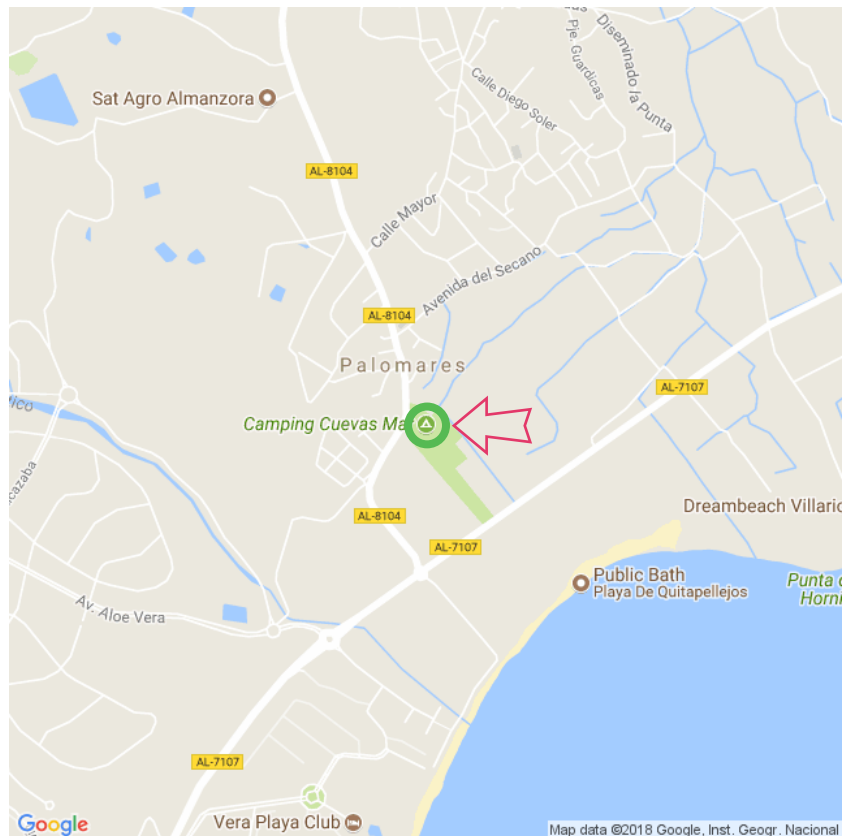 Diseminado /a Punta
Pje. Guardicas
Calle Diego Soler
Sat Agro Almanzora
AL-8104
Calle Mayor
Avenida del Secano
AL-8104
Palomares
AL-7107
Camping Cuevas Ma
AL-8104
Dreambeach Villaric
AL-7107
Public Bath
Playa De Quitapellejos
Punta
Horni
Av. Aloe Vera
AL-7107
Vera Playa Club
Google
Map data ©2018 Google, Inst. Geogr. Nacional